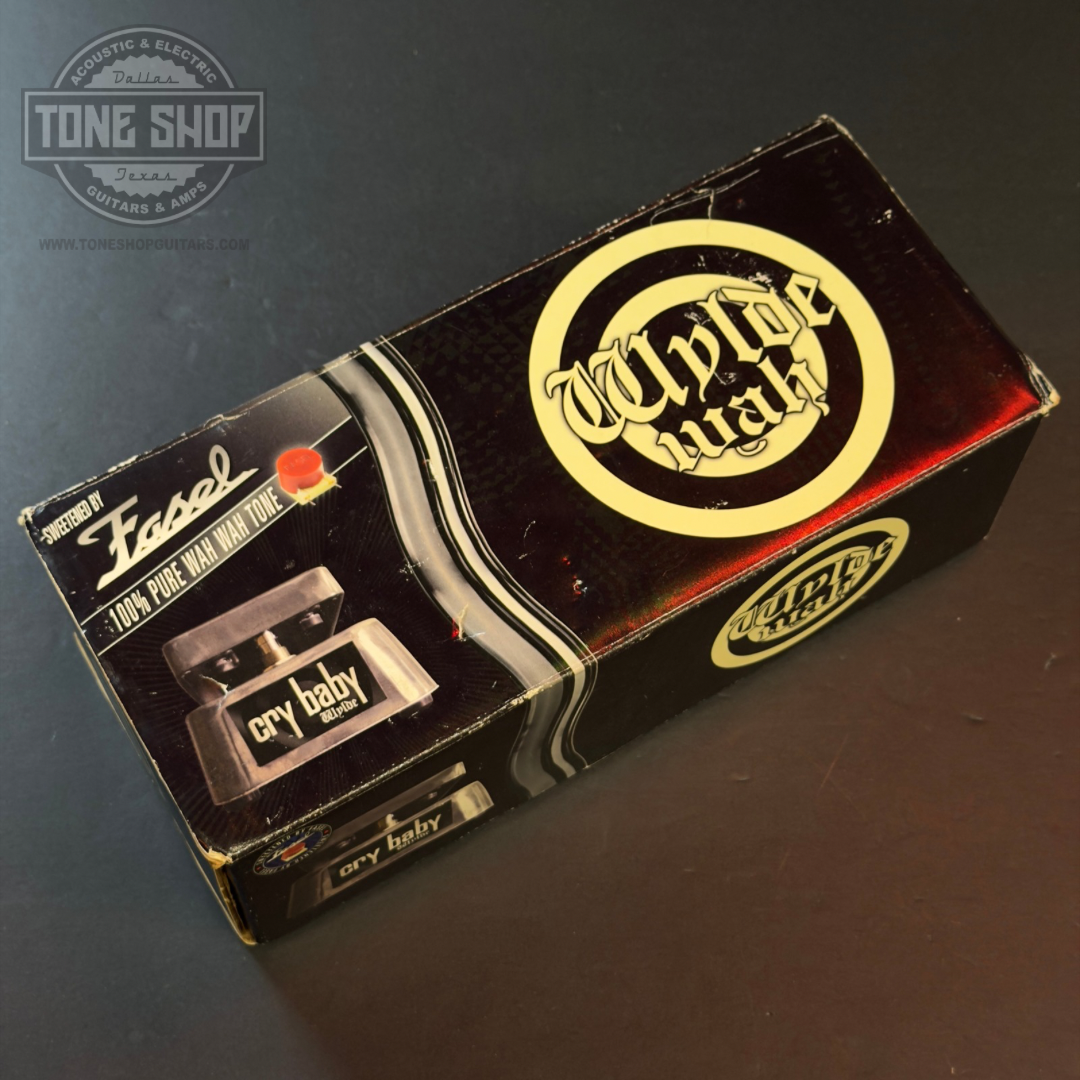 ACOUSTIC & ELECTRIC
Dallas
TONE SHOP
Texas
GUITARS & AMPS
WWW.TONESHOPGUITARS.COM
Wylde
wah
SWEETENED BY
Fasel
100% PURE WAH WAH TONE
cry baby
Wylde
Wylde
wah
cry baby
Wylde